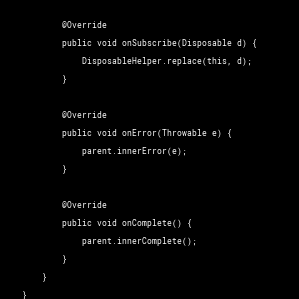 @Override
public void onSubscribe(Disposable d) {
DisposableHelper.replace(this, d);
}
@Override
public void onError(Throwable e) {
parent.innerError(e);
}
@Override
public void onComplete() {
parent.innerComplete();
}
}
}